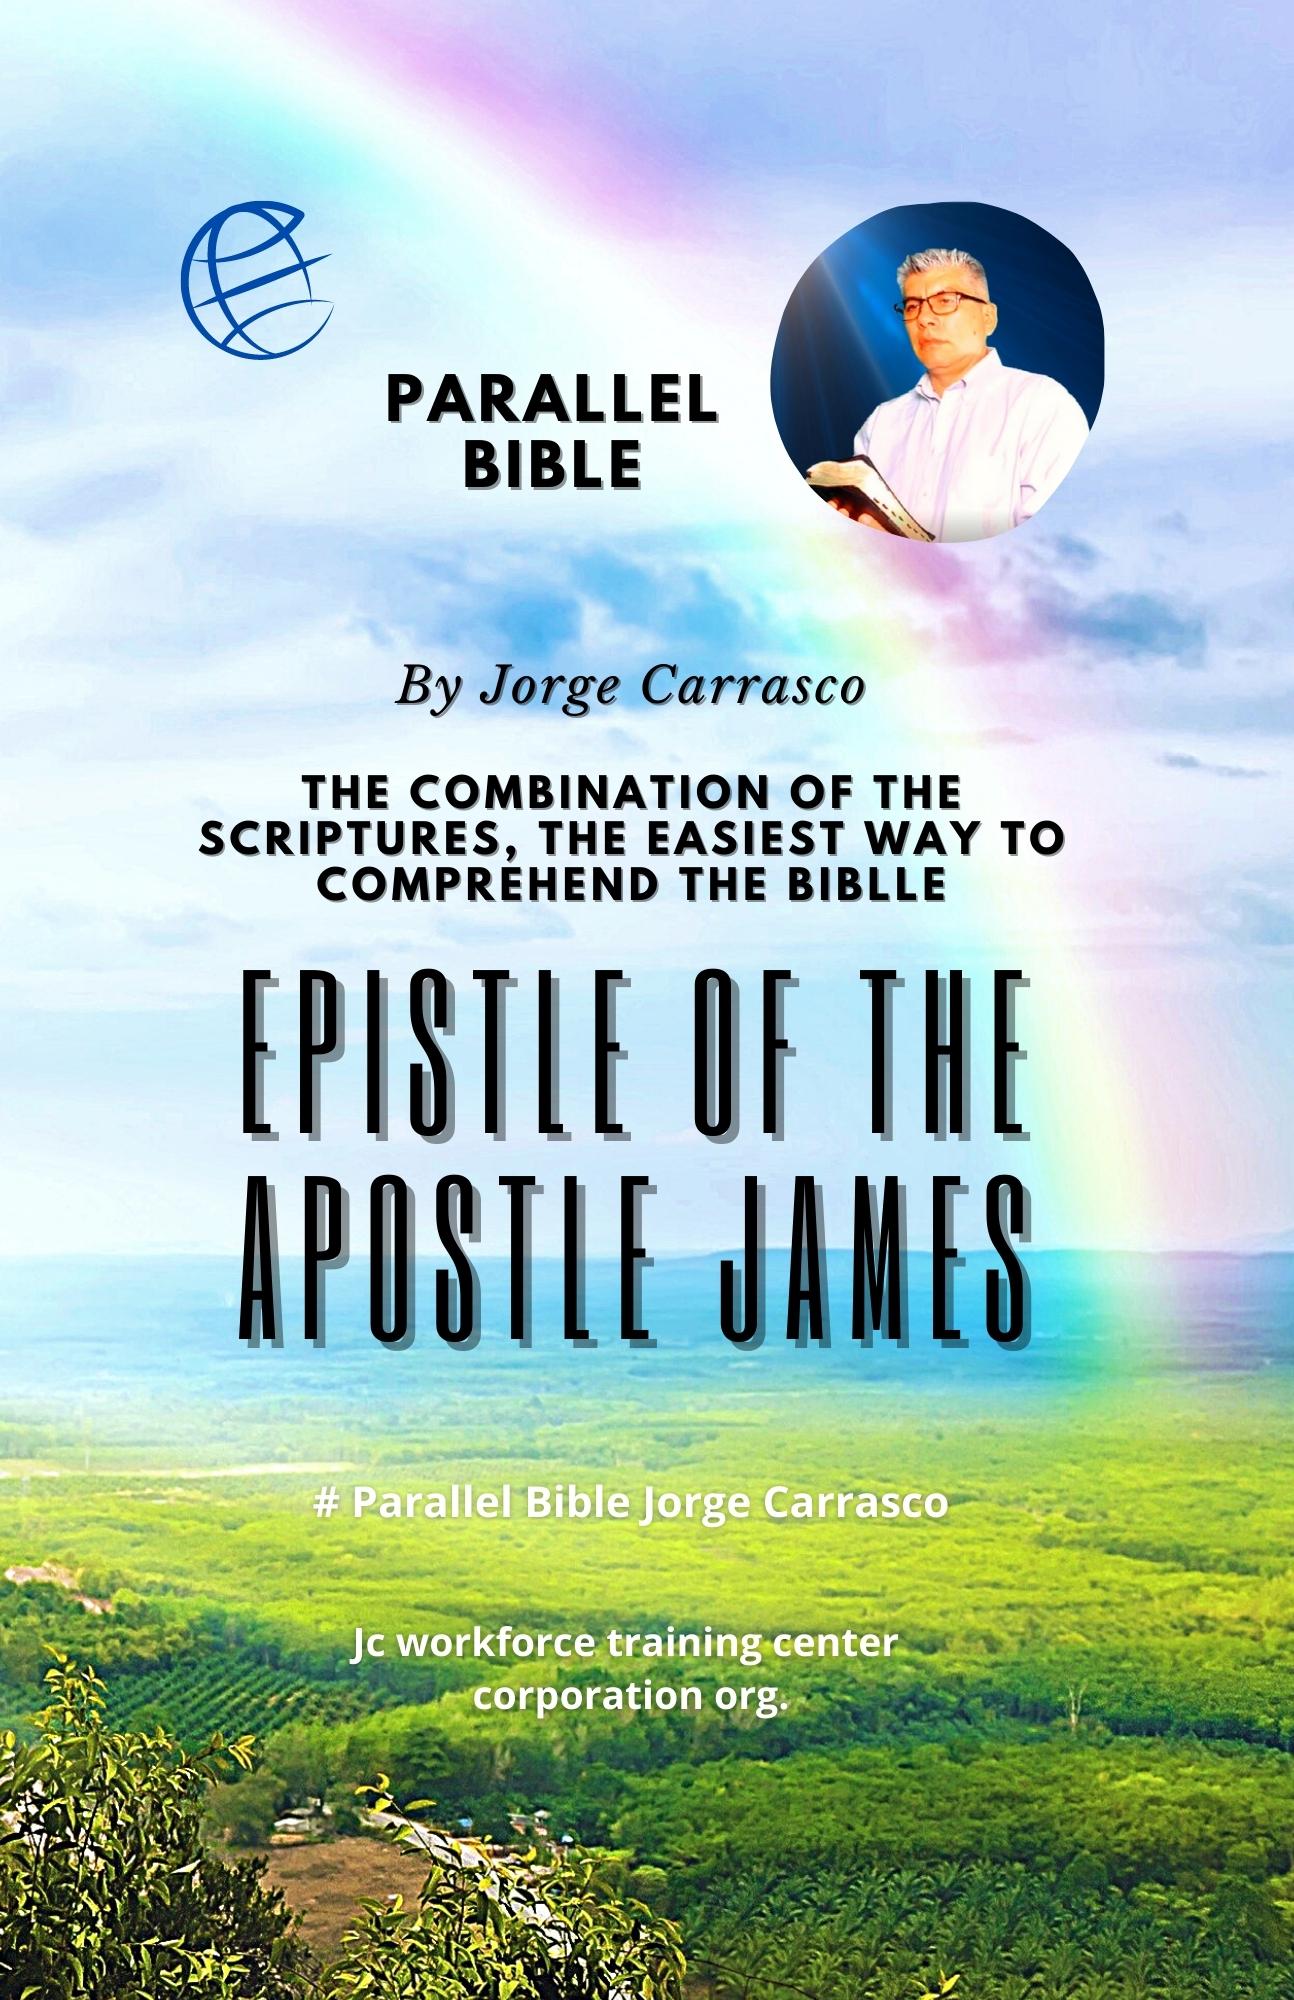 PARALLEL
BIBLE
By Jorge Carrasco
THE COMBINATION OF THE
SCRIPTURES, THE EASIEST WAY TO
COMPREHEND THE BIBLLE
EPISTLE OF THE
APOSTLE JAMES
# Parallel Bible Jorge Carrasco
Jc workforce training center
corporation org.